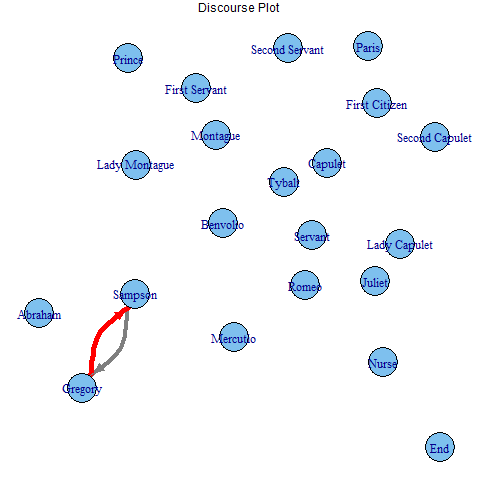 Discourse Plot
Second Servant
Paris
Prince
First Servant
First Citizen
Montague
Second Capulet
Lady Montague
Capulet
Tybalt
Benvolio
Servant
Lady Capulet
Juliet
Romeo
Sampson
Abraham
Mercutio
Nurse
Gregory
End